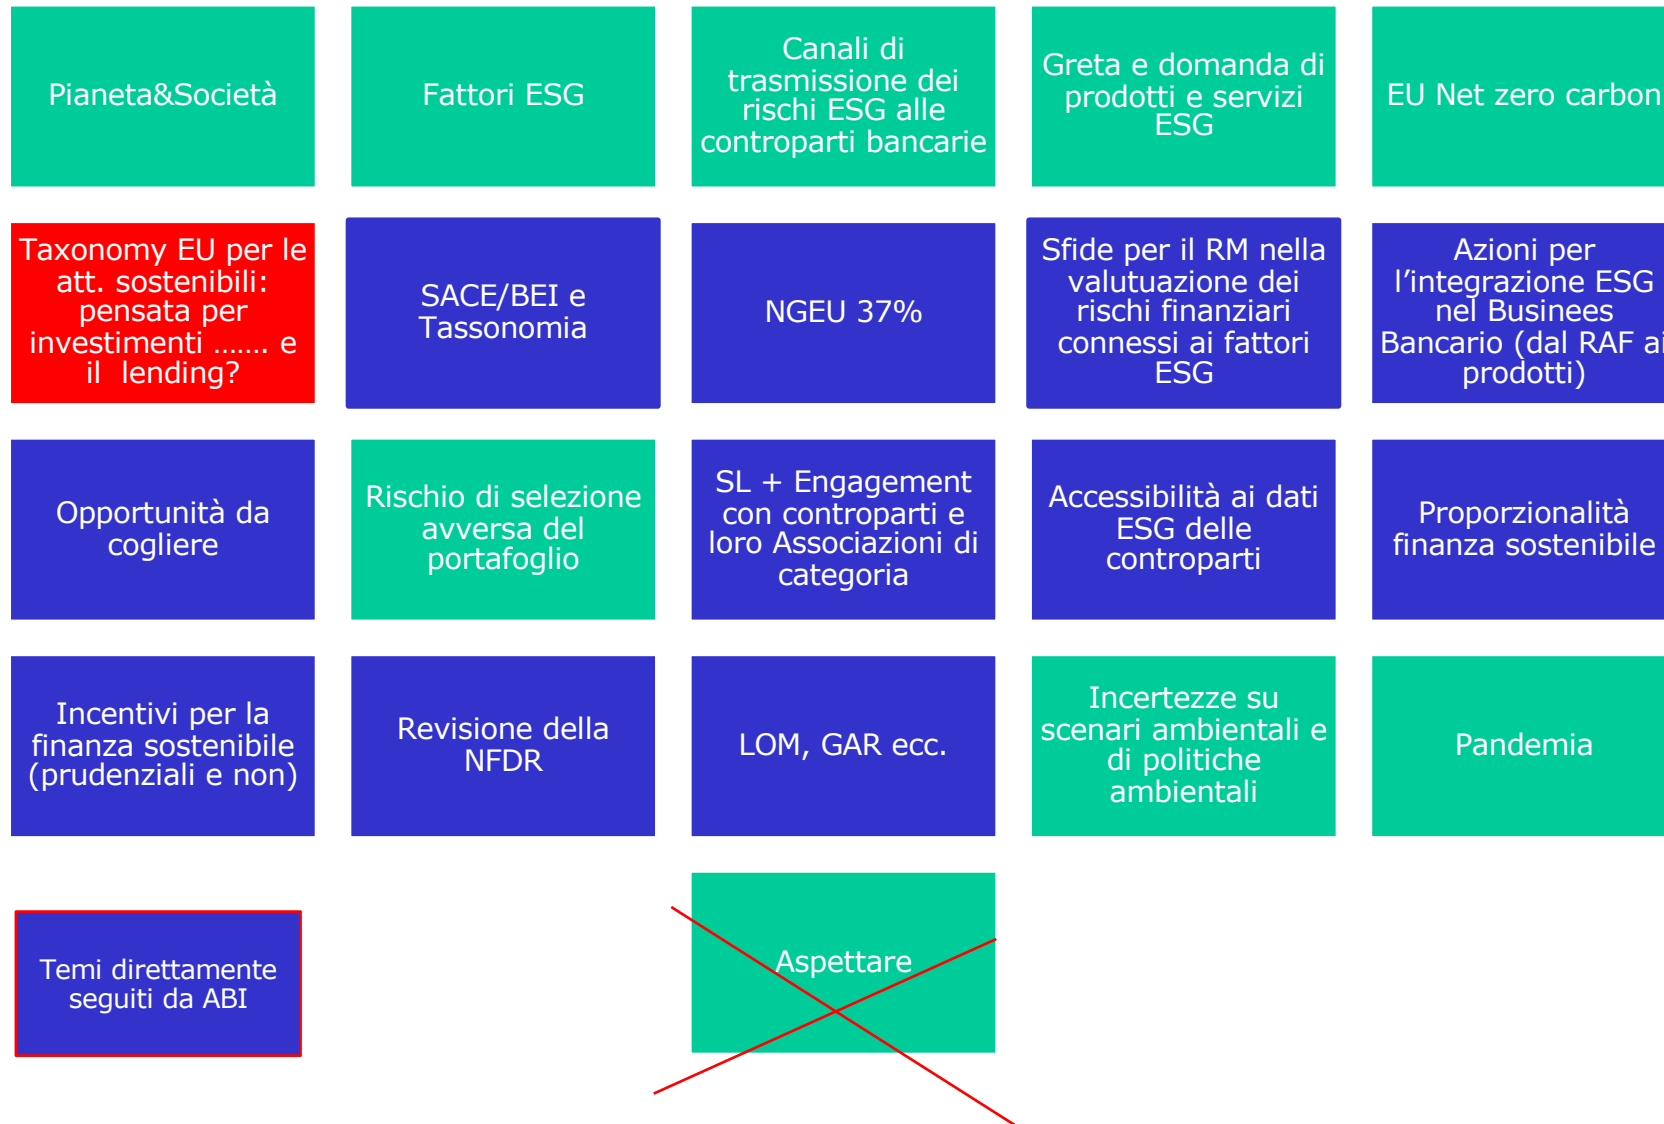 Pianeta&Società
Fattori ESG
Canali di
trasmissione dei
rischi ESG alle
controparti bancarie
Greta e domanda di
prodotti e servizi
ESG
EU Net zero carbon
Taxonomy EU per le
att. sostenibili:
pensata per
investimenti ....... e
il lending?
SACE/BEI e
Tassonomia
NGEU 37%
Sfide per il RM nella
valutuazione dei
rischi finanziari
connessi ai fattori
ESG
Azioni per
l’integrazione ESG
nel Businees
Bancario (dal RAF ai
prodotti)
Opportunità da
cogliere
Rischio di selezione
avversa del
portafoglio
SL + Engagement
con controparti e
loro Associazioni di
categoria
Accessibilità ai dati
ESG delle
controparti
Proporzionalità
finanza sostenibile
Incentivi per la
finanza sostenibile
(prudenziali e non)
Revisione della
NFDR
LOM, GAR ecc.
Incertezze su
scenari ambientali e
di politiche
ambientali
Pandemia
Temi direttamente
seguiti da ABI
Aspettare